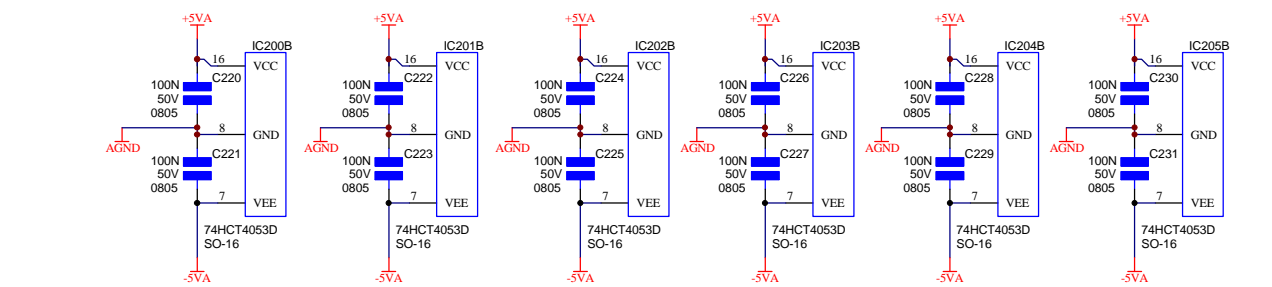 +5VA
IC200B
16
VCC
C220
100N
50V
0805
8
GND
AGND
C221
100N
50V
0805
7
VEE
74HCT4053D
SO-16
-5VA
+5VA
IC201B
16
VCC
C222
100N
50V
0805
8
GND
AGND
C223
100N
50V
0805
7
VEE
74HCT4053D
SO-16
-5VA
+5VA
IC202B
16
VCC
C224
100N
50V
0805
8
GND
AGND
C225
100N
50V
0805
7
VEE
74HCT4053D
SO-16
-5VA
+5VA
IC203B
16
VCC
C226
100N
50V
0805
8
GND
AGND
C227
100N
50V
0805
7
VEE
74HCT4053D
SO-16
-5VA
+5VA
IC204B
16
VCC
C228
100N
50V
0805
8
GND
AGND
C229
100N
50V
0805
7
VEE
74HCT4053D
SO-16
-5VA
+5VA
IC205B
16
VCC
C230
100N
50V
0805
8
GND
AGND
C231
100N
50V
0805
7
VEE
74HCT4053D
SO-16
-5VA